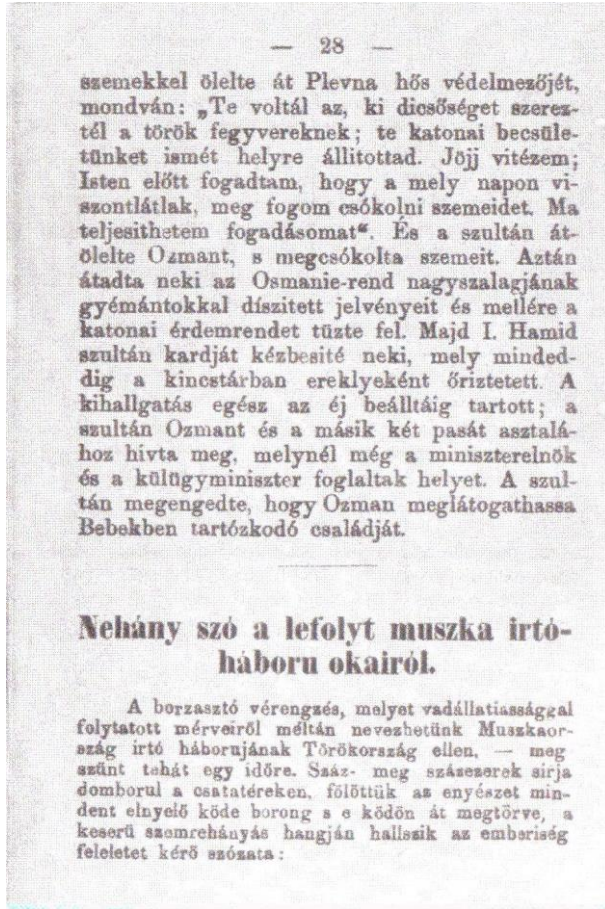 — 28 —
szemekkel ölelte át Plevna hős védelmezőjét,
mondván: „Te voltál az, ki dicsőséget szerez-
tél a török fegyvereknek; te katonai becsüle-
tünket ismét helyre állitottad. Jöjj vitézem;
Isten előtt fogadtam, hogy a mely napon vi-
szontlátlak, meg fogom csókolni szemeidet. Ma
teljesithetem fogadásomat“. És a szultán át-
ölelte Ozmant, s megcsókolta szemeit. Aztán
átadta neki az Osmanie-rend nagyszalagjának
gyémántokkal díszitett jelvényeit és mellére a
katonai érdemrendet tüzte fel. Majd I. Hamid
szultán kardját kézbesité neki, mely minded-
dig a kincstárban ereklyeként őriztetett. A
kihallgatás egész az éj beálltáig tartott; a
szultán Ozmant és a másik két pasát asztalá-
hoz hívta meg, melynél még a miniszterelnök
és a külügyminiszter foglaltak helyet. A szul-
tán megengedte, hogy Ozman meglátogathassa
Bebekben tartózkodó családját.
Nehány szó a lefolyt muszka irtó-
háboru okairól.
A borzasztó vérengzés, melyet vadállatiassággal
folytatott mérveiről méltán nevezhetünk Muszkaor-
szág irtó háborujának Törökország ellen, — meg
szünt tehát egy időre. Száz- meg százezerek sirja
domborul a csatatéreken, fölöttük az enyészet min-
dent elnyelő köde borong s e ködön át megtörve, a
keserü szemrehányás hangján hallszik az emberiség
feleletet kérő szózata: